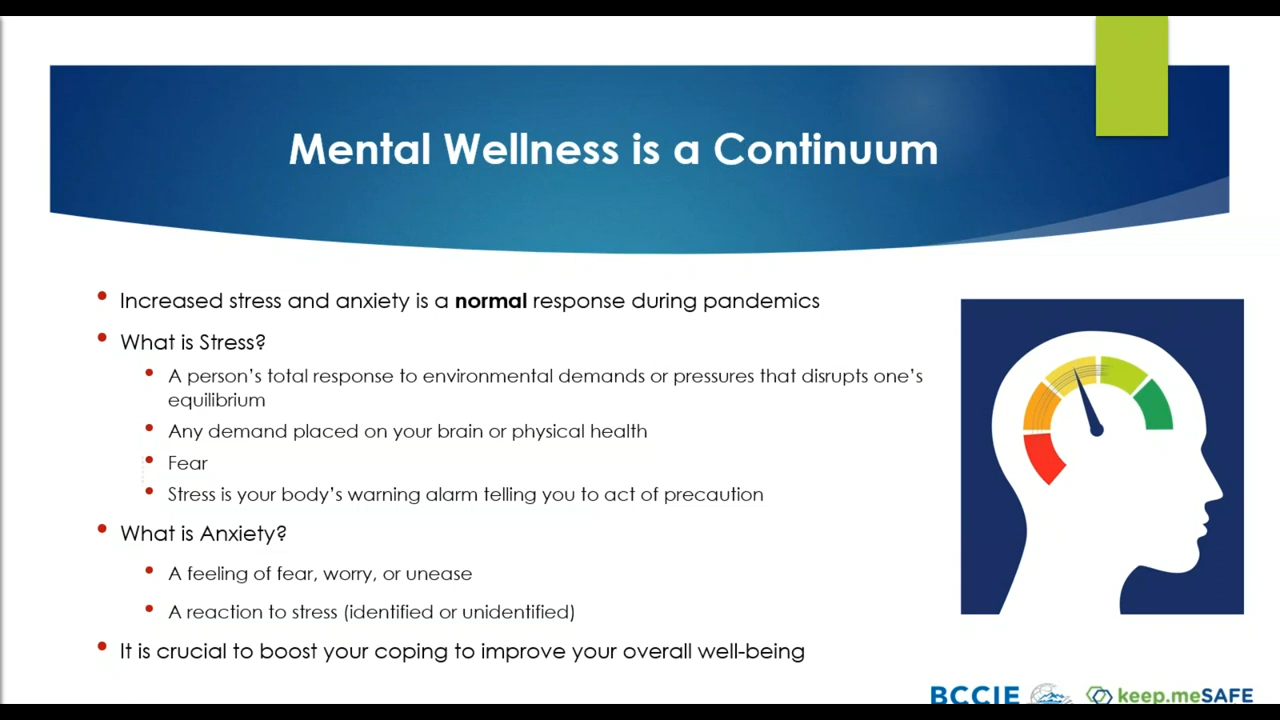 Mental Wellness is a Continuum
• Increased stress and anxiety is a normal response during pandemics
• What is Stress?
• A person's total response to environmental demands or pressures that disrupts one's
equilibrium
• Any demand placed on your brain or physical health
• Fear
• Stress is your body's warning alarm telling you to act of precaution
• What is Anxiety?
• A feeling of fear, worry, or unease
• A reaction to stress (identified or unidentified)
• It is crucial to boost your coping to improve your overall well-being
BCCIE keep.meSAFE